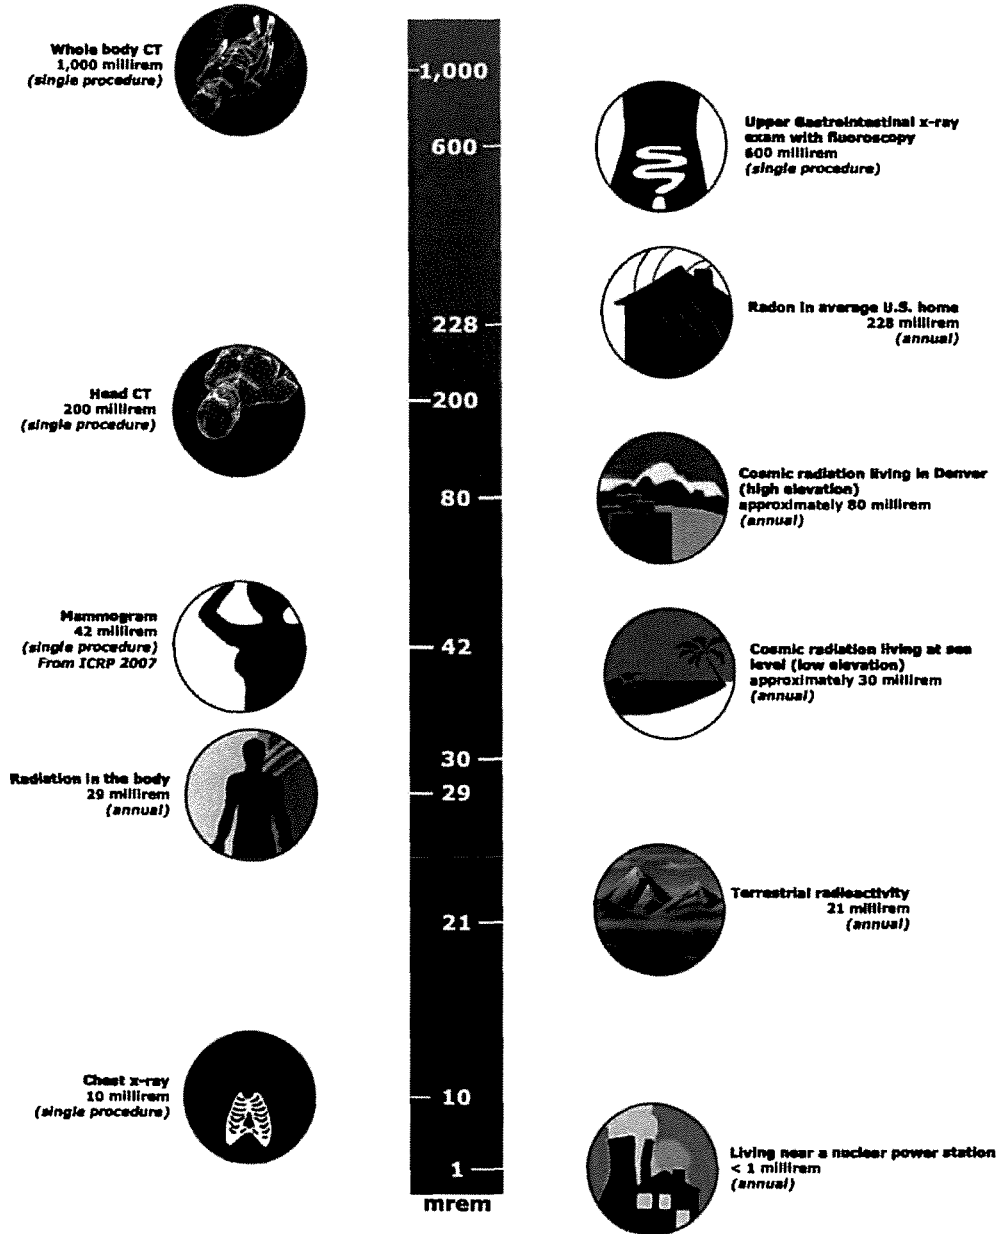 Whole body CT
1,000 millirem
(single procedure)
1,000
Upper Gastrointestinal x-ray
exam with fluoroscopy
600 millirem
(single procedure)
600
Radon in average U.S. home
228 millirem
(annual)
228
Head CT
200 millirem
(single procedure)
200
Cosmic radiation living in Denver
(high elevation)
approximately 80 millirem
(annual)
80
Mammogram
42 millirem
(single procedure)
From ICRP 2007
42
Cosmic radiation living at sea
level (low elevation)
approximately 30 millirem
(annual)
30
Radiation in the body
29 millirem
(annual)
29
Terrestrial radioactivity
21 millirem
(annual)
21
Chest x-ray
10 millirem
(single procedure)
10
Living near a nuclear power station
< 1 millirem
(annual)
1
mrem